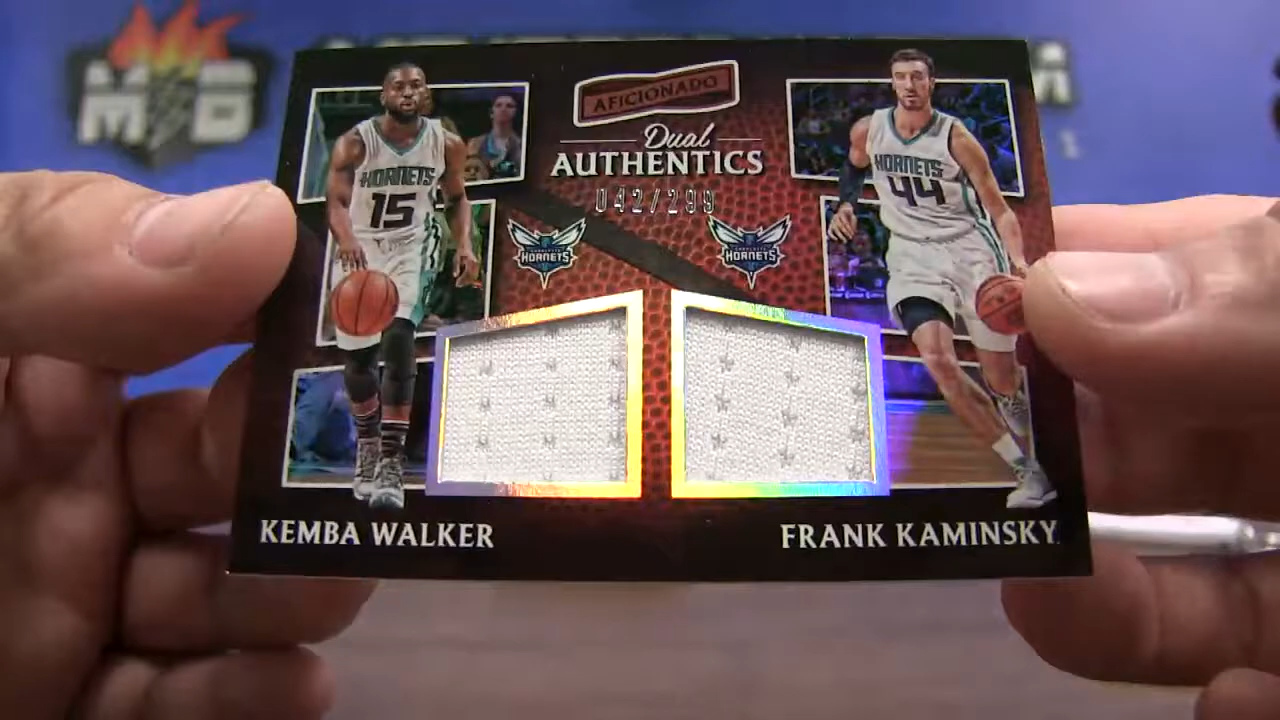 AFICIONADO
Dual
AUTHENTICS
042/299
HORNETS
15
HORNETS
44
CHARLOTTE
HORNETS
CHARLOTTE
HORNETS
KEMBA WALKER
FRANK KAMINSKY